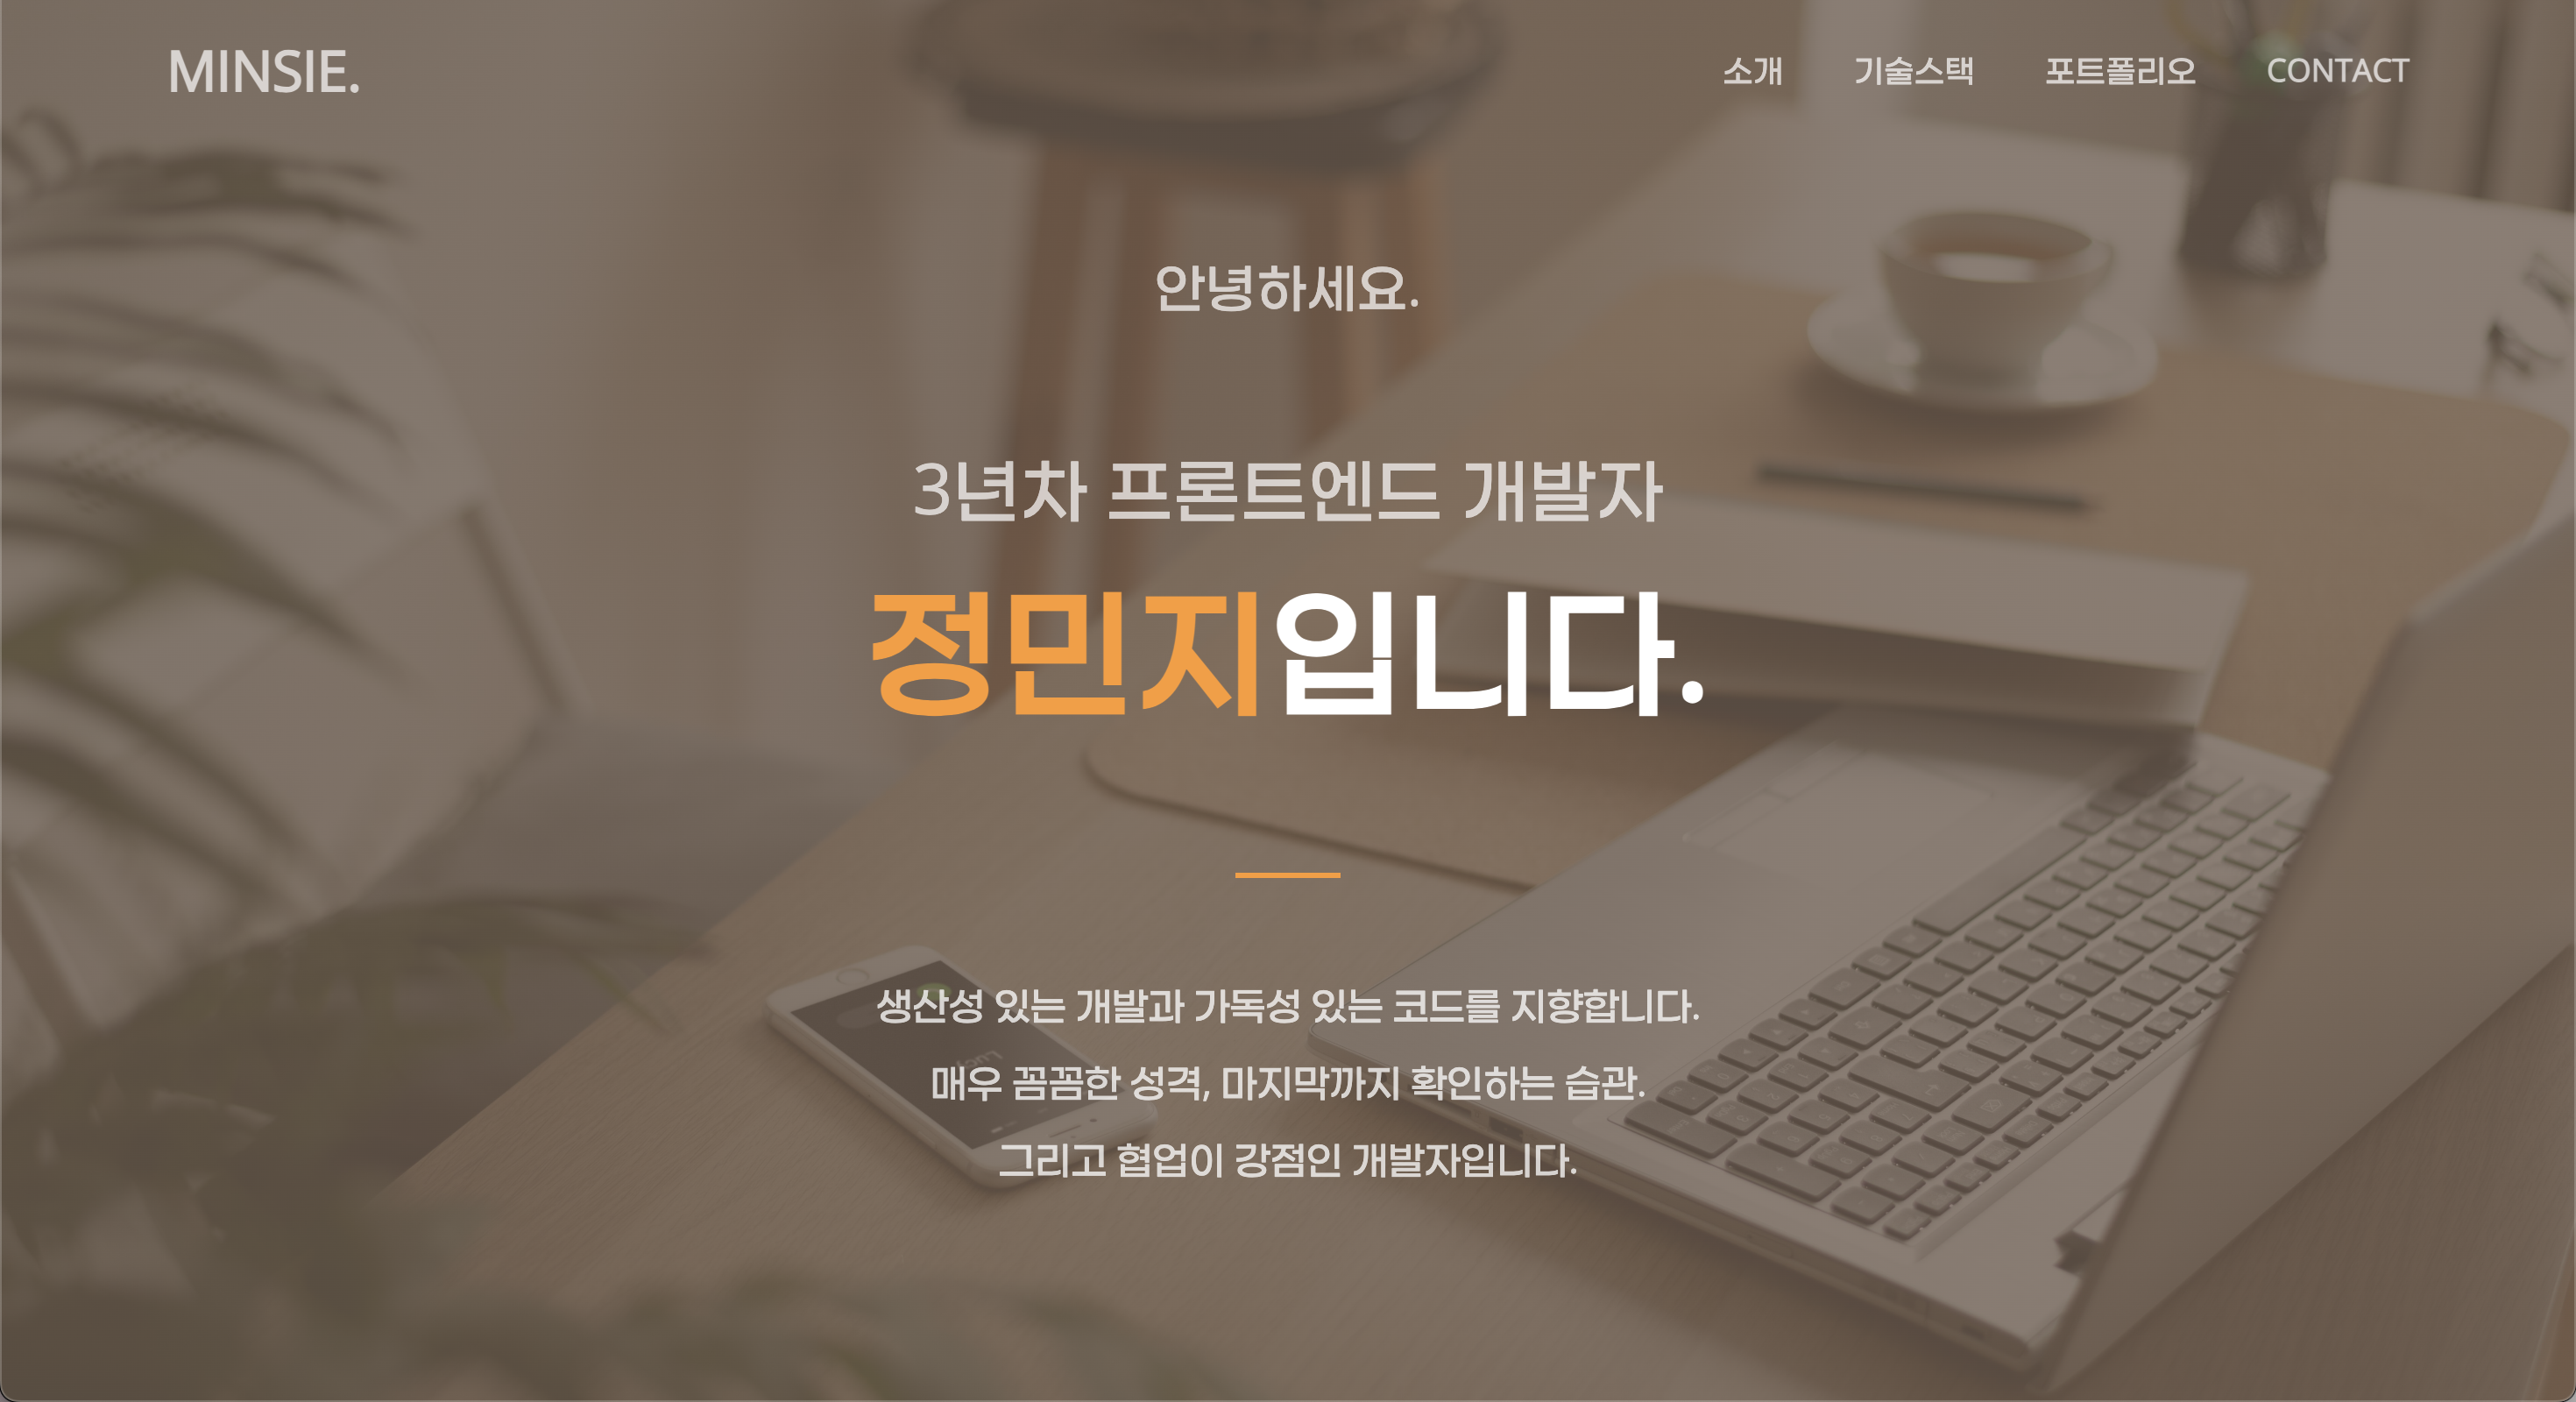 MINSIE.
소개 기술스택 포트폴리오 CONTACT
안녕하세요.
3년차 프론트엔드 개발자
정민지입니다.
생산성 있는 개발과 가독성 있는 코드를 지향합니다.
매우 꼼꼼한 성격, 마지막까지 확인하는 습관.
그리고 협업이 강점인 개발자입니다.